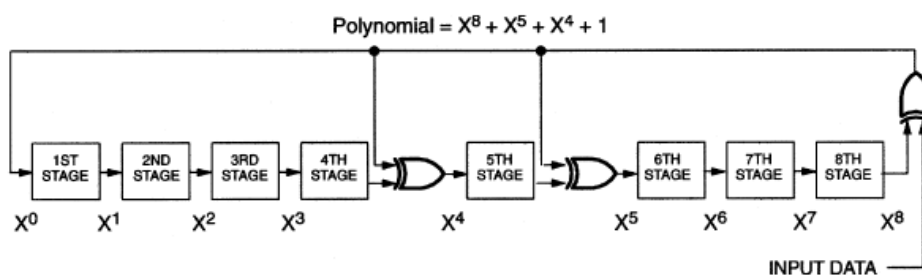 Polynomial = X⁸ + X⁵ + X⁴ + 1
1ST STAGE
2ND STAGE
3RD STAGE
4TH STAGE
5TH STAGE
6TH STAGE
7TH STAGE
8TH STAGE
X⁰ X¹ X² X³ X⁴ X⁵ X⁶ X⁷ X⁸
INPUT DATA